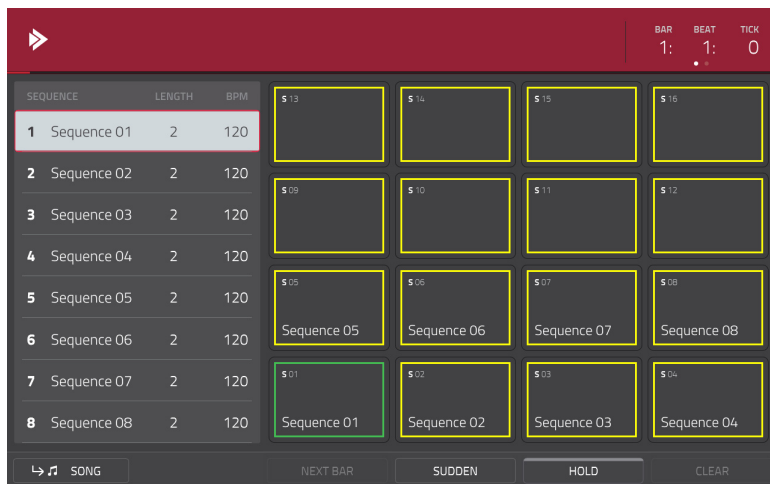 BAR BEAT TICK
1: 1: 0
SEQUENCE LENGTH BPM
1 Sequence 01 2 120
2 Sequence 02 2 120
3 Sequence 03 2 120
4 Sequence 04 2 120
5 Sequence 05 2 120
6 Sequence 06 2 120
7 Sequence 07 2 120
8 Sequence 08 2 120
S 13 S 14 S 15 S 16
S 09 S 10 S 11 S 12
S 05 S 06 S 07 S 08
Sequence 05 Sequence 06 Sequence 07 Sequence 08
S 01 S 02 S 03 S 04
Sequence 01 Sequence 02 Sequence 03 Sequence 04
SONG NEXT BAR SUDDEN HOLD CLEAR